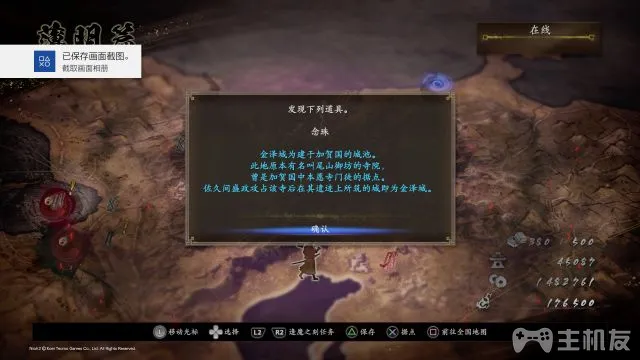 在线
已保存画面截图。
截取画面相册
发现下列道具。
念珠
金泽城为建于加贺国的城池。
此地原本有名叫尾山御坊的寺院，
曾是加贺国中本愿寺门徒的据点。
佐久间盛政攻占该寺后在其遗迹上所筑的城即为金泽城。
确认
380 500
45087
1482761
176500
L 移动光标 选择 L2 R2 逢魔之刻任务 保存 据点 前往全国地图
主机友